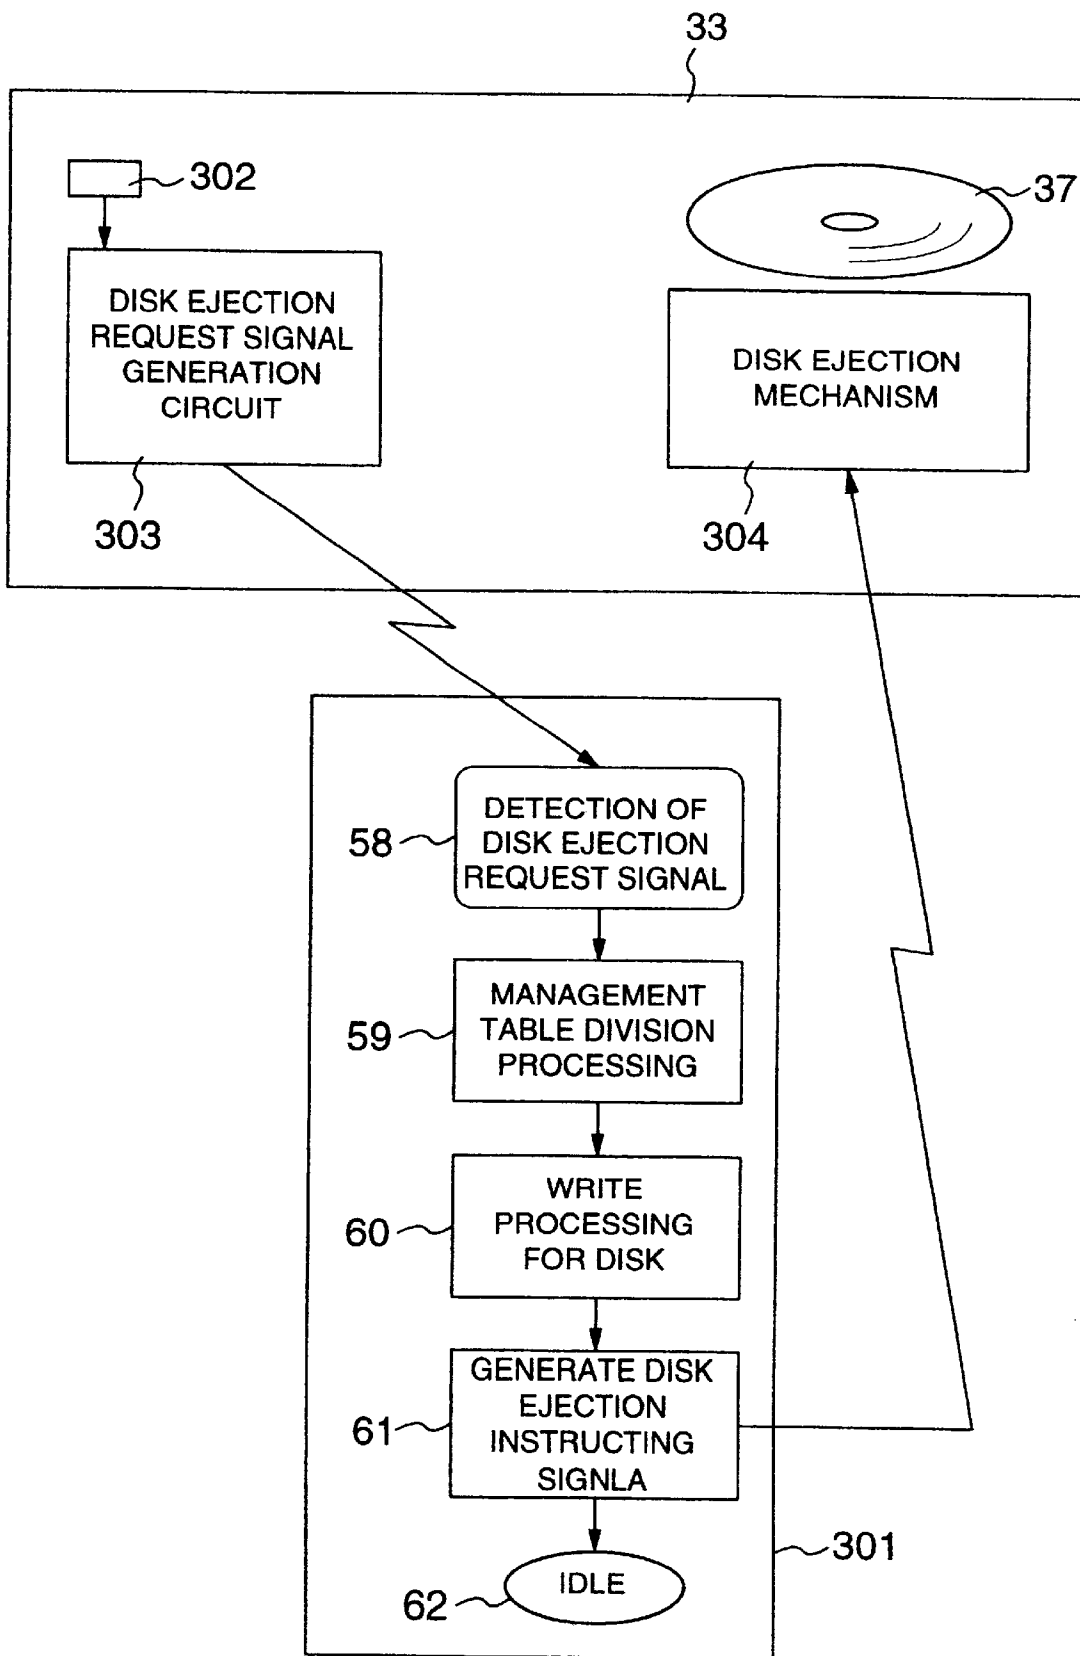 33
302
37
DISK EJECTION
REQUEST SIGNAL
GENERATION
CIRCUIT
DISK EJECTION
MECHANISM
303
304
58
DETECTION OF
DISK EJECTION
REQUEST SIGNAL
59
MANAGEMENT
TABLE DIVISION
PROCESSING
60
WRITE
PROCESSING
FOR DISK
61
GENERATE DISK
EJECTION
INSTRUCTING
SIGNLA
301
62
IDLE